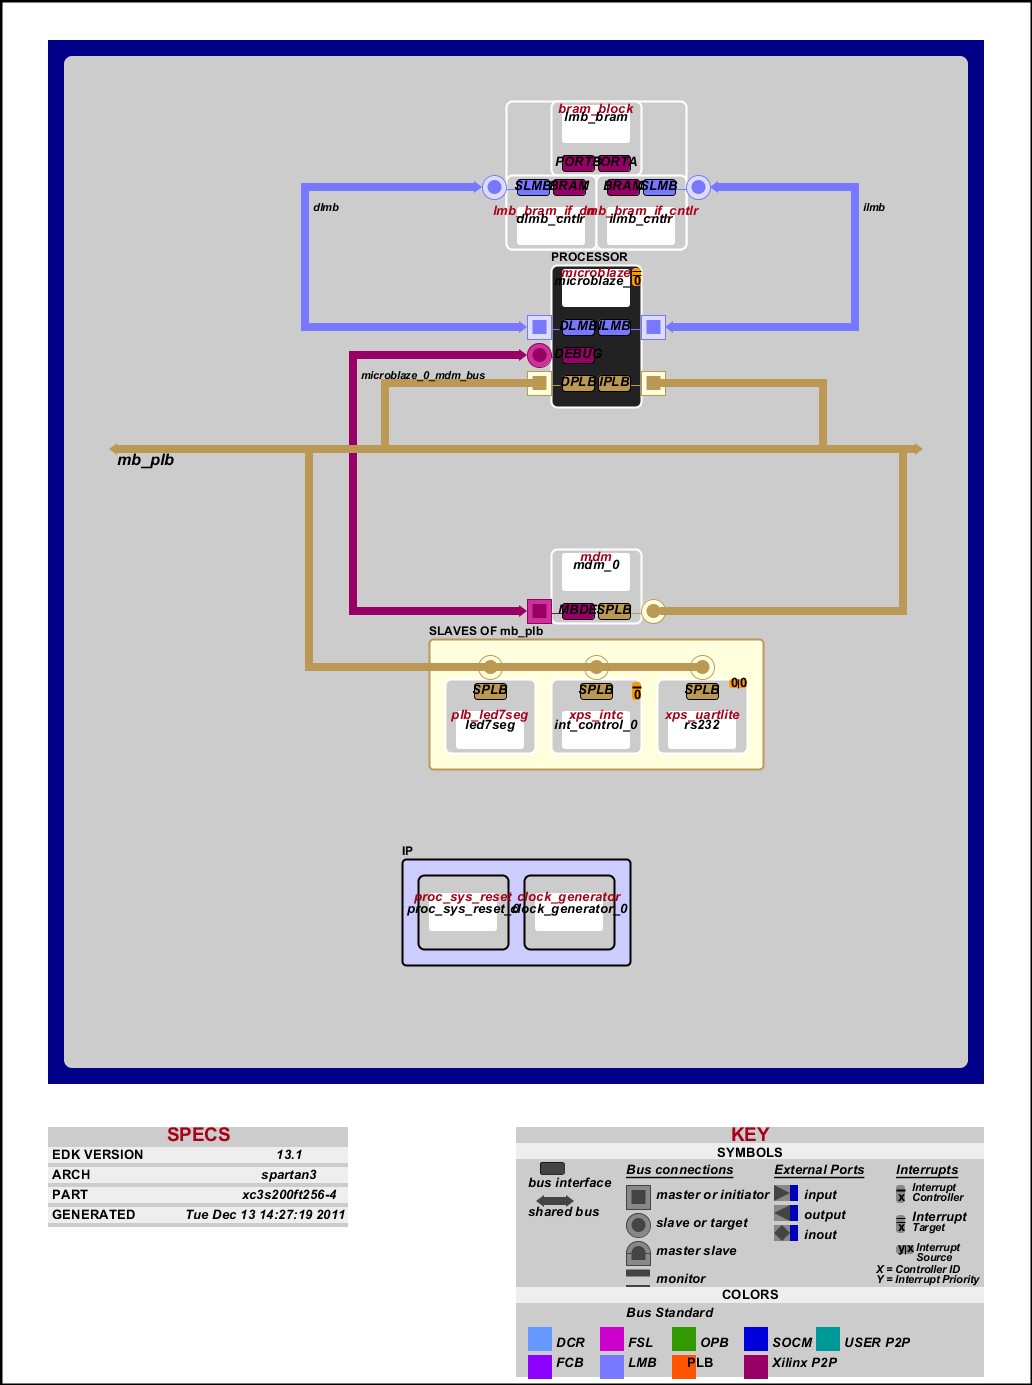 bram_block
lmb_bram
PORTB PORTA
SLMB BRAM BRAM SLMB
dlmb
ilmb
lmb_bram_if_cntlr lmb_bram_if_cntlr
dlmb_cntlr ilmb_cntlr
PROCESSOR
microblaze
microblaze_0
DLMB ILMB
DEBUG
microblaze_0_mdm_bus
DPLB IPLB
mb_plb
mdm
mdm_0
SPLB
SLAVES OF mb_plb
SPLB SPLB 0 SPLB 0|0
plb_led7seg xps_intc xps_uartlite
led7seg int_control_0 rs232
IP
proc_sys_reset clock_generator
proc_sys_reset_0 clock_generator_0
SPECS
EDK VERSION 13.1
ARCH spartan3
PART xc3s200ft256-4
GENERATED Tue Dec 13 14:27:19 2011
KEY
SYMBOLS
bus interface
shared bus
Bus connections
master or initiator
slave or target
master slave
monitor
External Ports
input
output
inout
Interrupts
x Interrupt
Controller
x Interrupt
Target
y|x Interrupt
Source
X = Controller ID
Y = Interrupt Priority
COLORS
Bus Standard
DCR FSL OPB SOCM USER P2P
FCB LMB PLB Xilinx P2P